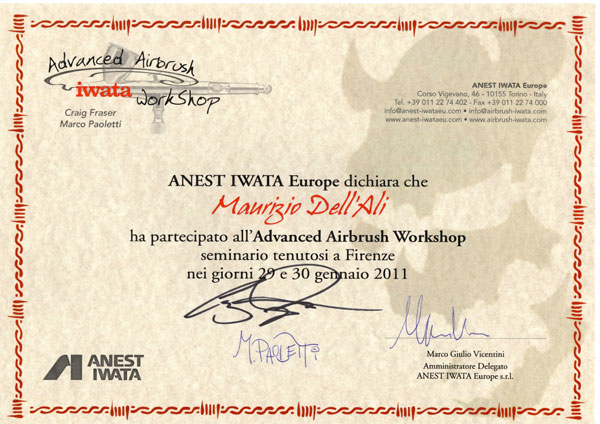 Advanced Airbrush
iwata WorkShop
Craig Fraser
Marco Paoletti
ANEST IWATA Europe
Corso Vigevano, 46 - 10155 Torino - Italy
Tel. +39 011 22 74 402 - Fax +39 011 22 74 000
info@anest-iwataeu.com • info@airbrush-iwata.com
www.anest-iwataeu.com • www.airbrush-iwata.com
ANEST IWATA Europe dichiara che
Maurizio Dell'Ali
ha partecipato all'Advanced Airbrush Workshop
seminario tenutosi a Firenze
nei giorni 29 e 30 gennaio 2011
M. PAOLETTI
Marco Giulio Vicentini
Amministratore Delegato
ANEST IWATA Europe s.r.l.
ANEST
IWATA